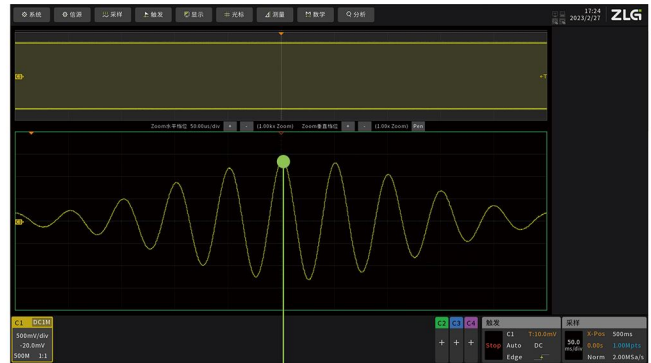 系统 信源 采样 触发 显示 光标 测量 数学 分析
17:24
2023/2/27
ZLG
C1
+T
Zoom水平档位 50.00us/div + - (1.00kx Zoom) Zoom垂直档位 + - (1.00x Zoom) Pen
C1
C1 DC1M
500mV/div
-20.0mV
500M 1:1
C2 C3 C4
+ + +
触发
C1 T:10.0mV
Stop Auto DC
Edge
采样
50.0 ms/div
X-Pos 500ms
0.00s 1.00Mpts
Norm 2.00MSa/s